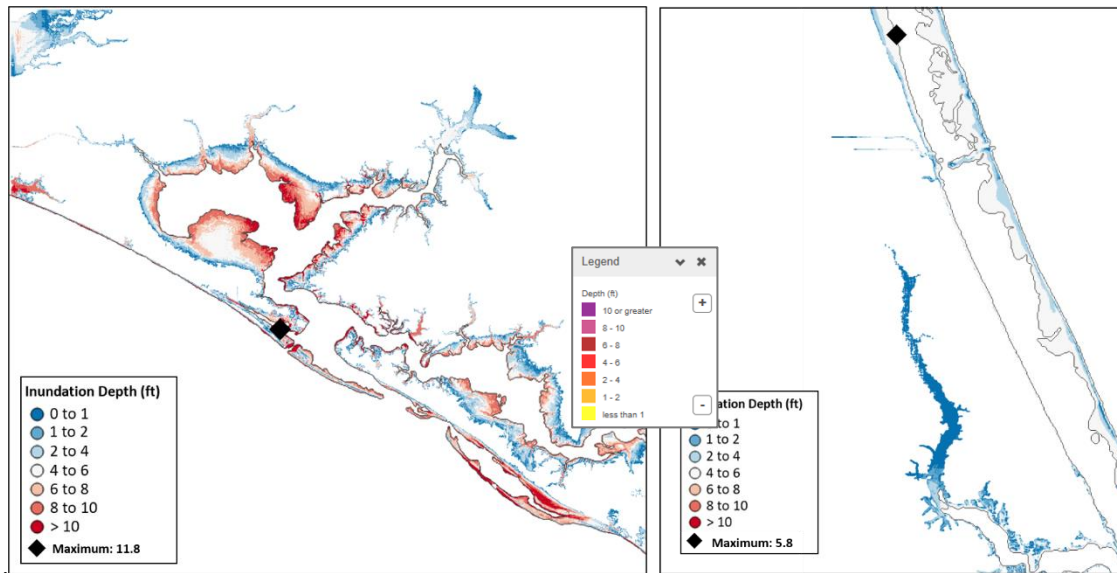 Inundation Depth (ft)
0 to 1
1 to 2
2 to 4
4 to 6
6 to 8
8 to 10
> 10
Maximum: 11.8
Legend
Depth (ft)
10 or greater
8 - 10
6 - 8
4 - 6
2 - 4
1 - 2
less than 1
+
-
dation Depth (ft)
to 1
1 to 2
2 to 4
4 to 6
6 to 8
8 to 10
> 10
Maximum: 5.8